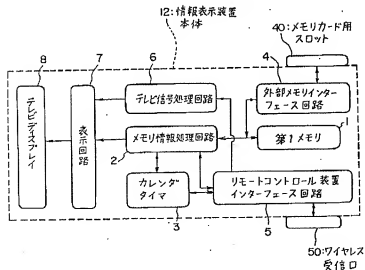 12:情報表示装置
本体
40:メモリカード用
スロット
8
7
6
4
テレビディスプレイ
表示回路
テレビ信号処理回路
外部メモリインター
フェース回路
メモリ情報処理回路
第1メモリ
1
2
カレンダ
タイマ
リモートコントロール装置
インターフェース回路
3
5
50:ワイヤレス
受信口